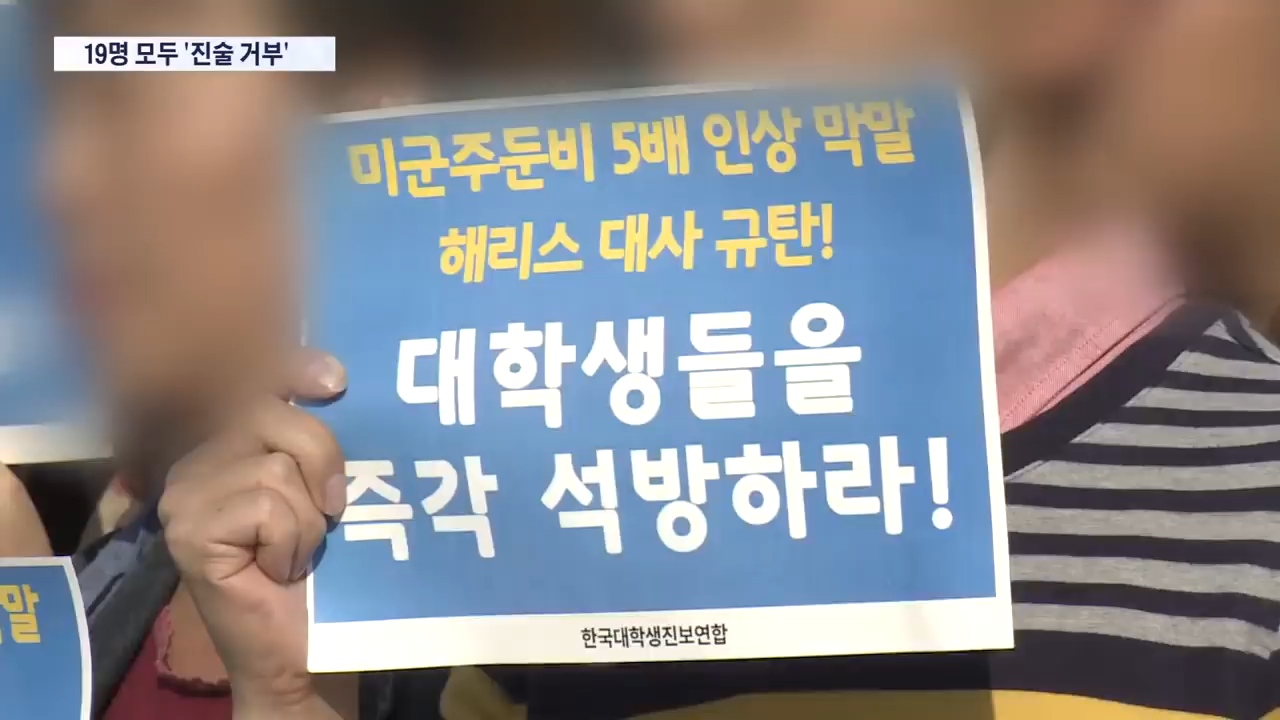 19명 모두 '진술 거부'
미군주둔비 5배 인상 막말
해리스 대사 규탄!
대학생들을
즉각 석방하라!
한국대학생진보연합
말